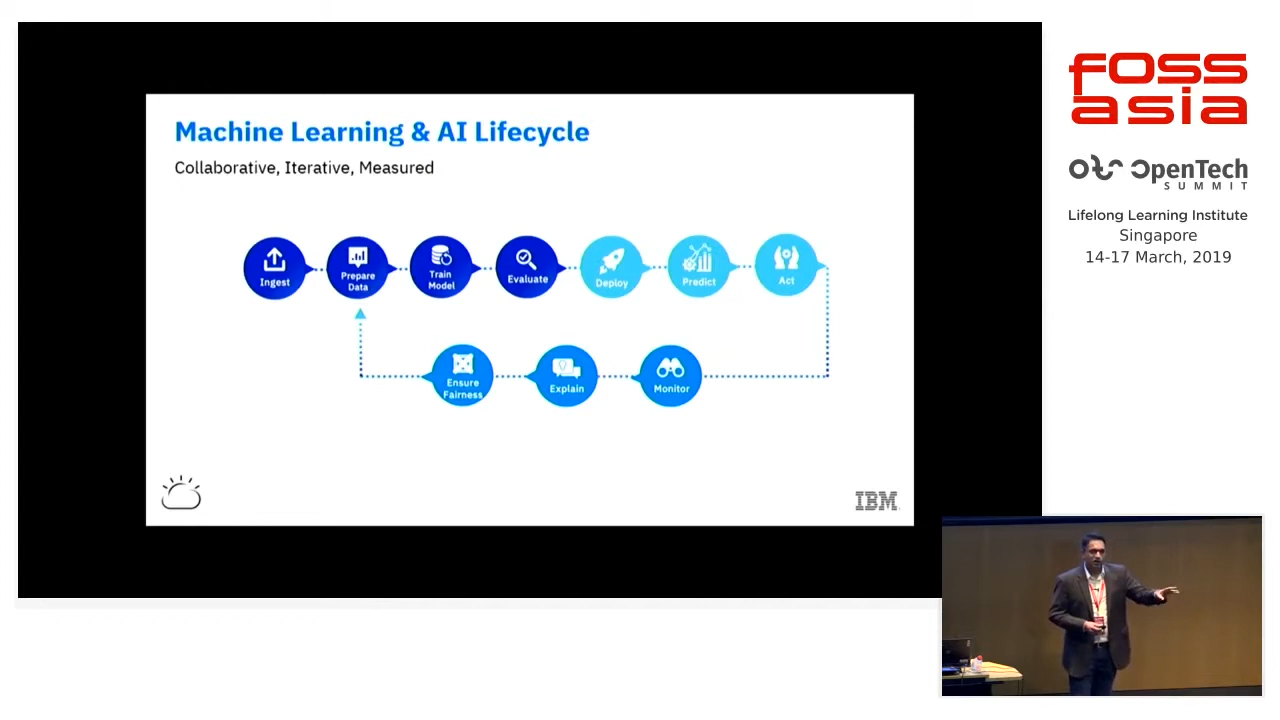 Machine Learning & AI Lifecycle
Collaborative, Iterative, Measured
Ingest
Prepare
Data
Train
Model
Evaluate
Deploy
Predict
Act
Ensure
Fairness
Explain
Monitor
IBM
fOSS
asia
OpenTech
SUMMIT
Lifelong Learning Institute
Singapore
14-17 March, 2019